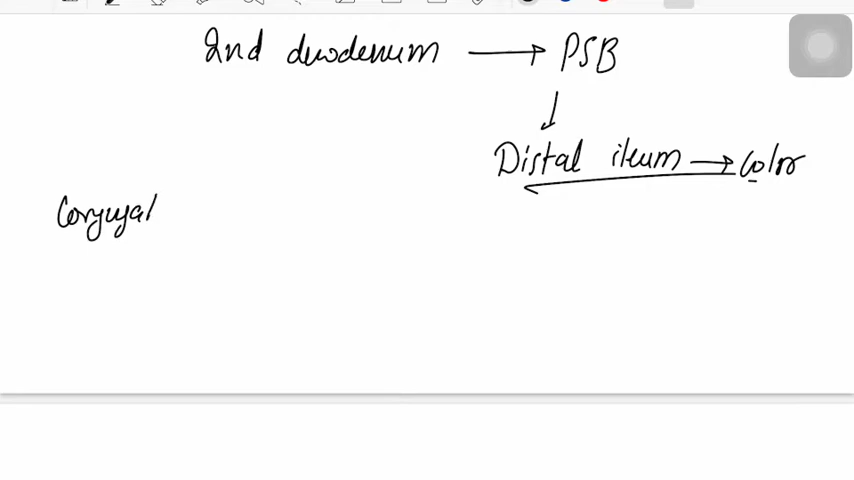 2nd duodenum → PSB
↓
Distal ileum → Colon
Conjugal